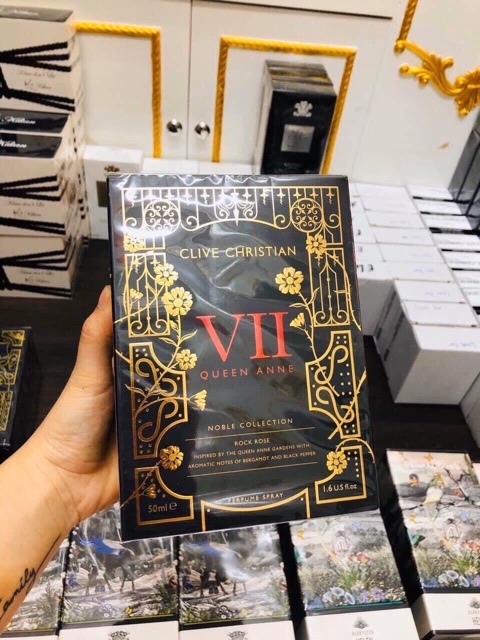 CLIVE CHRISTIAN
VII
QUEEN ANNE
NOBLE COLLECTION
ROCK ROSE
INSPIRED BY THE QUEEN ANNE GARDENS WITH
AROMATIC NOTES OF BERGAMOT AND BLACK PEPPER
50ml e
1.6 U.S fl.oz
PERFUME SPRAY
family